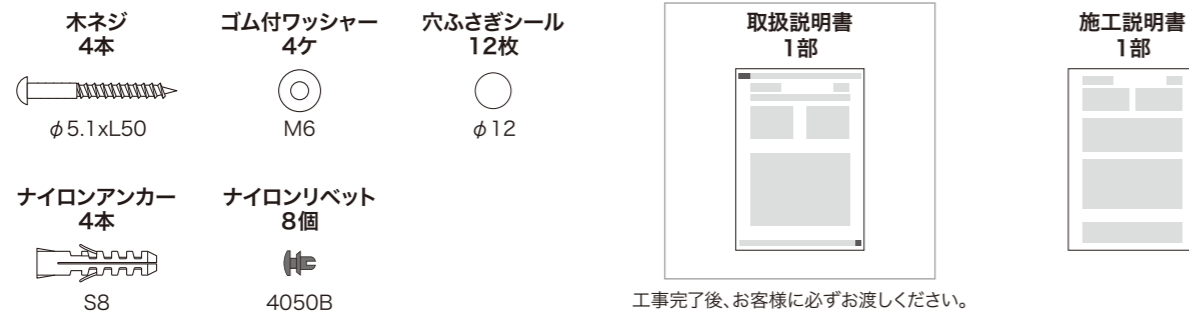 木ネジ
4本
φ5.1xL50
ゴム付ワッシャー
4ケ
M6
穴ふさぎシール
12枚
φ12
取扱説明書
1部
工事完了後、お客様に必ずお渡しください。
施工説明書
1部
ナイロンアンカー
4本
S8
ナイロンリベット
8個
4050B